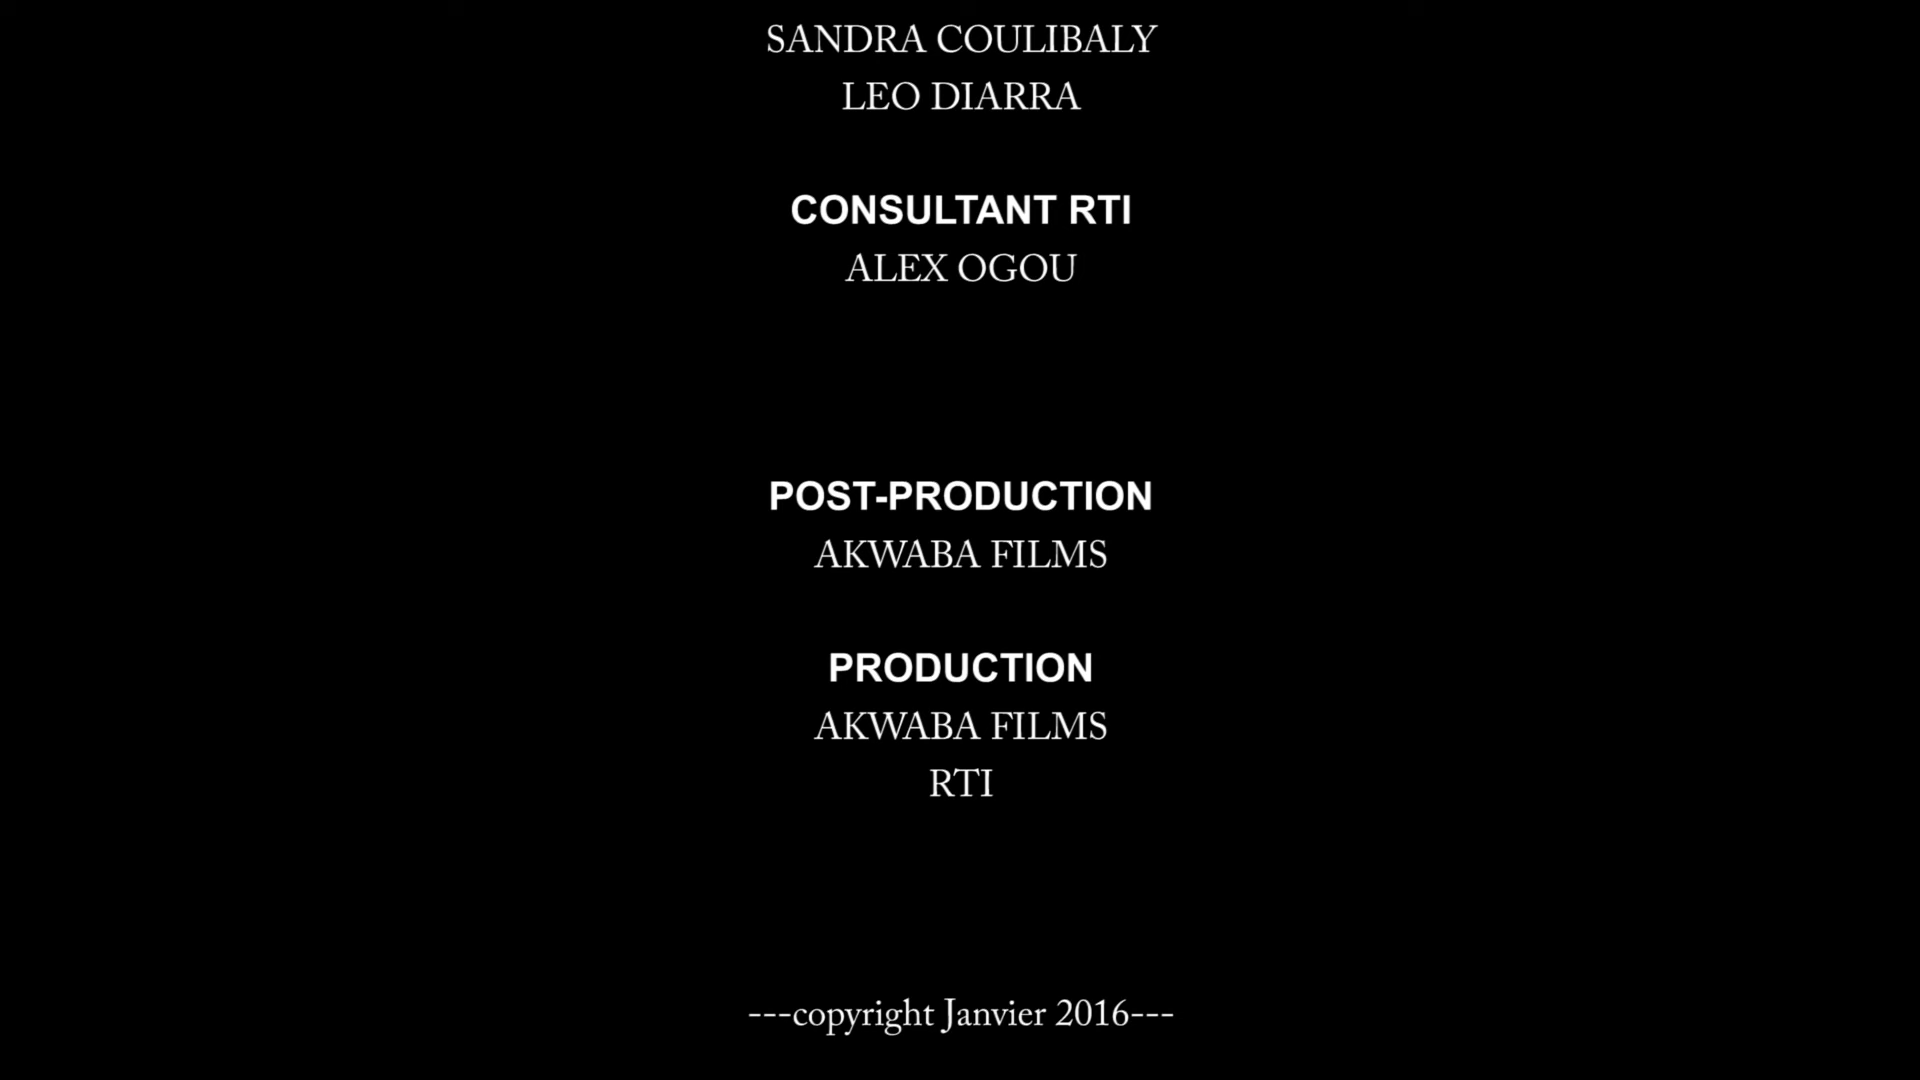 SANDRA COULIBALY
LEO DIARRA
CONSULTANT RTI
ALEX OGOU
POST-PRODUCTION
AKWABA FILMS
PRODUCTION
AKWABA FILMS
RTI
---copyright Janvier 2016---